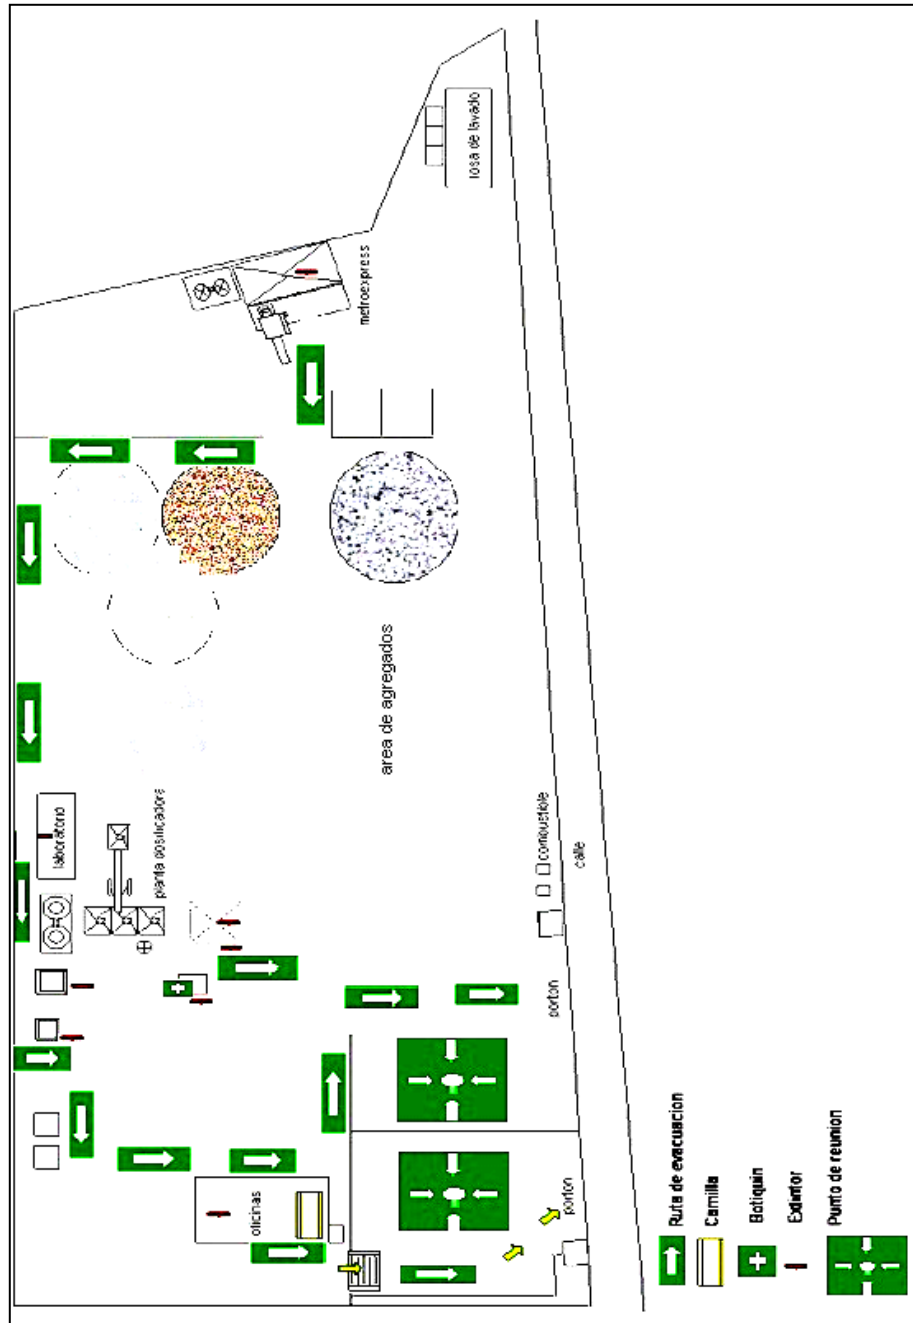 losa de lavado
metroexpress
area de agregados
laboratorio
planta dosificadora
combustible
calle
porton
oficinas
porton
Ruta de evacuacion
Camilla
Botiquin
Extintor
Punto de reunion